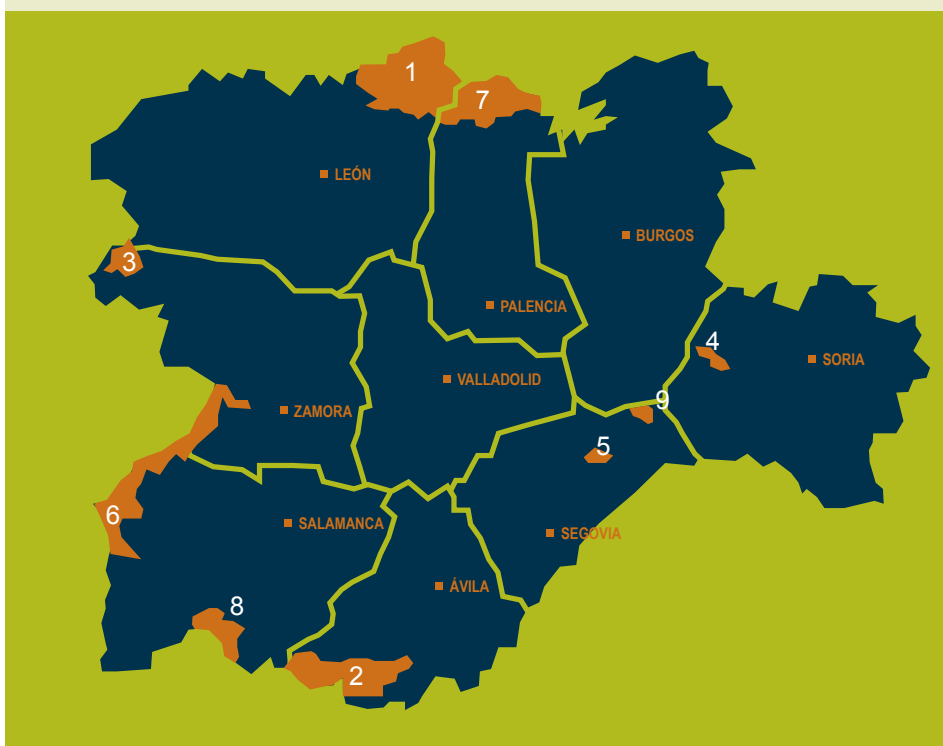 1
7
LEÓN
BURGOS
3
PALENCIA
4
SORIA
VALLADOLID
9
ZAMORA
5
6
SALAMANCA
SEGOVIA
ÁVILA
8
2